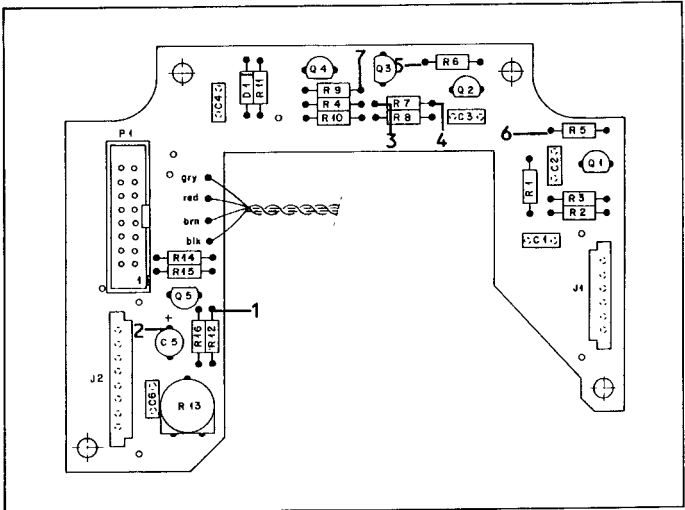 7
Q4
Q3
5
R6
C4
D1
R11
R9
Q2
R4
R7
R10
R8
C3
P1
3
4
6
R5
C2
Q1
gry
R1
red
R3
brn
R2
blk
C1
R14
R15
1
Q5
J1
1
+
2
C5
R16
R12
J2
C6
R13